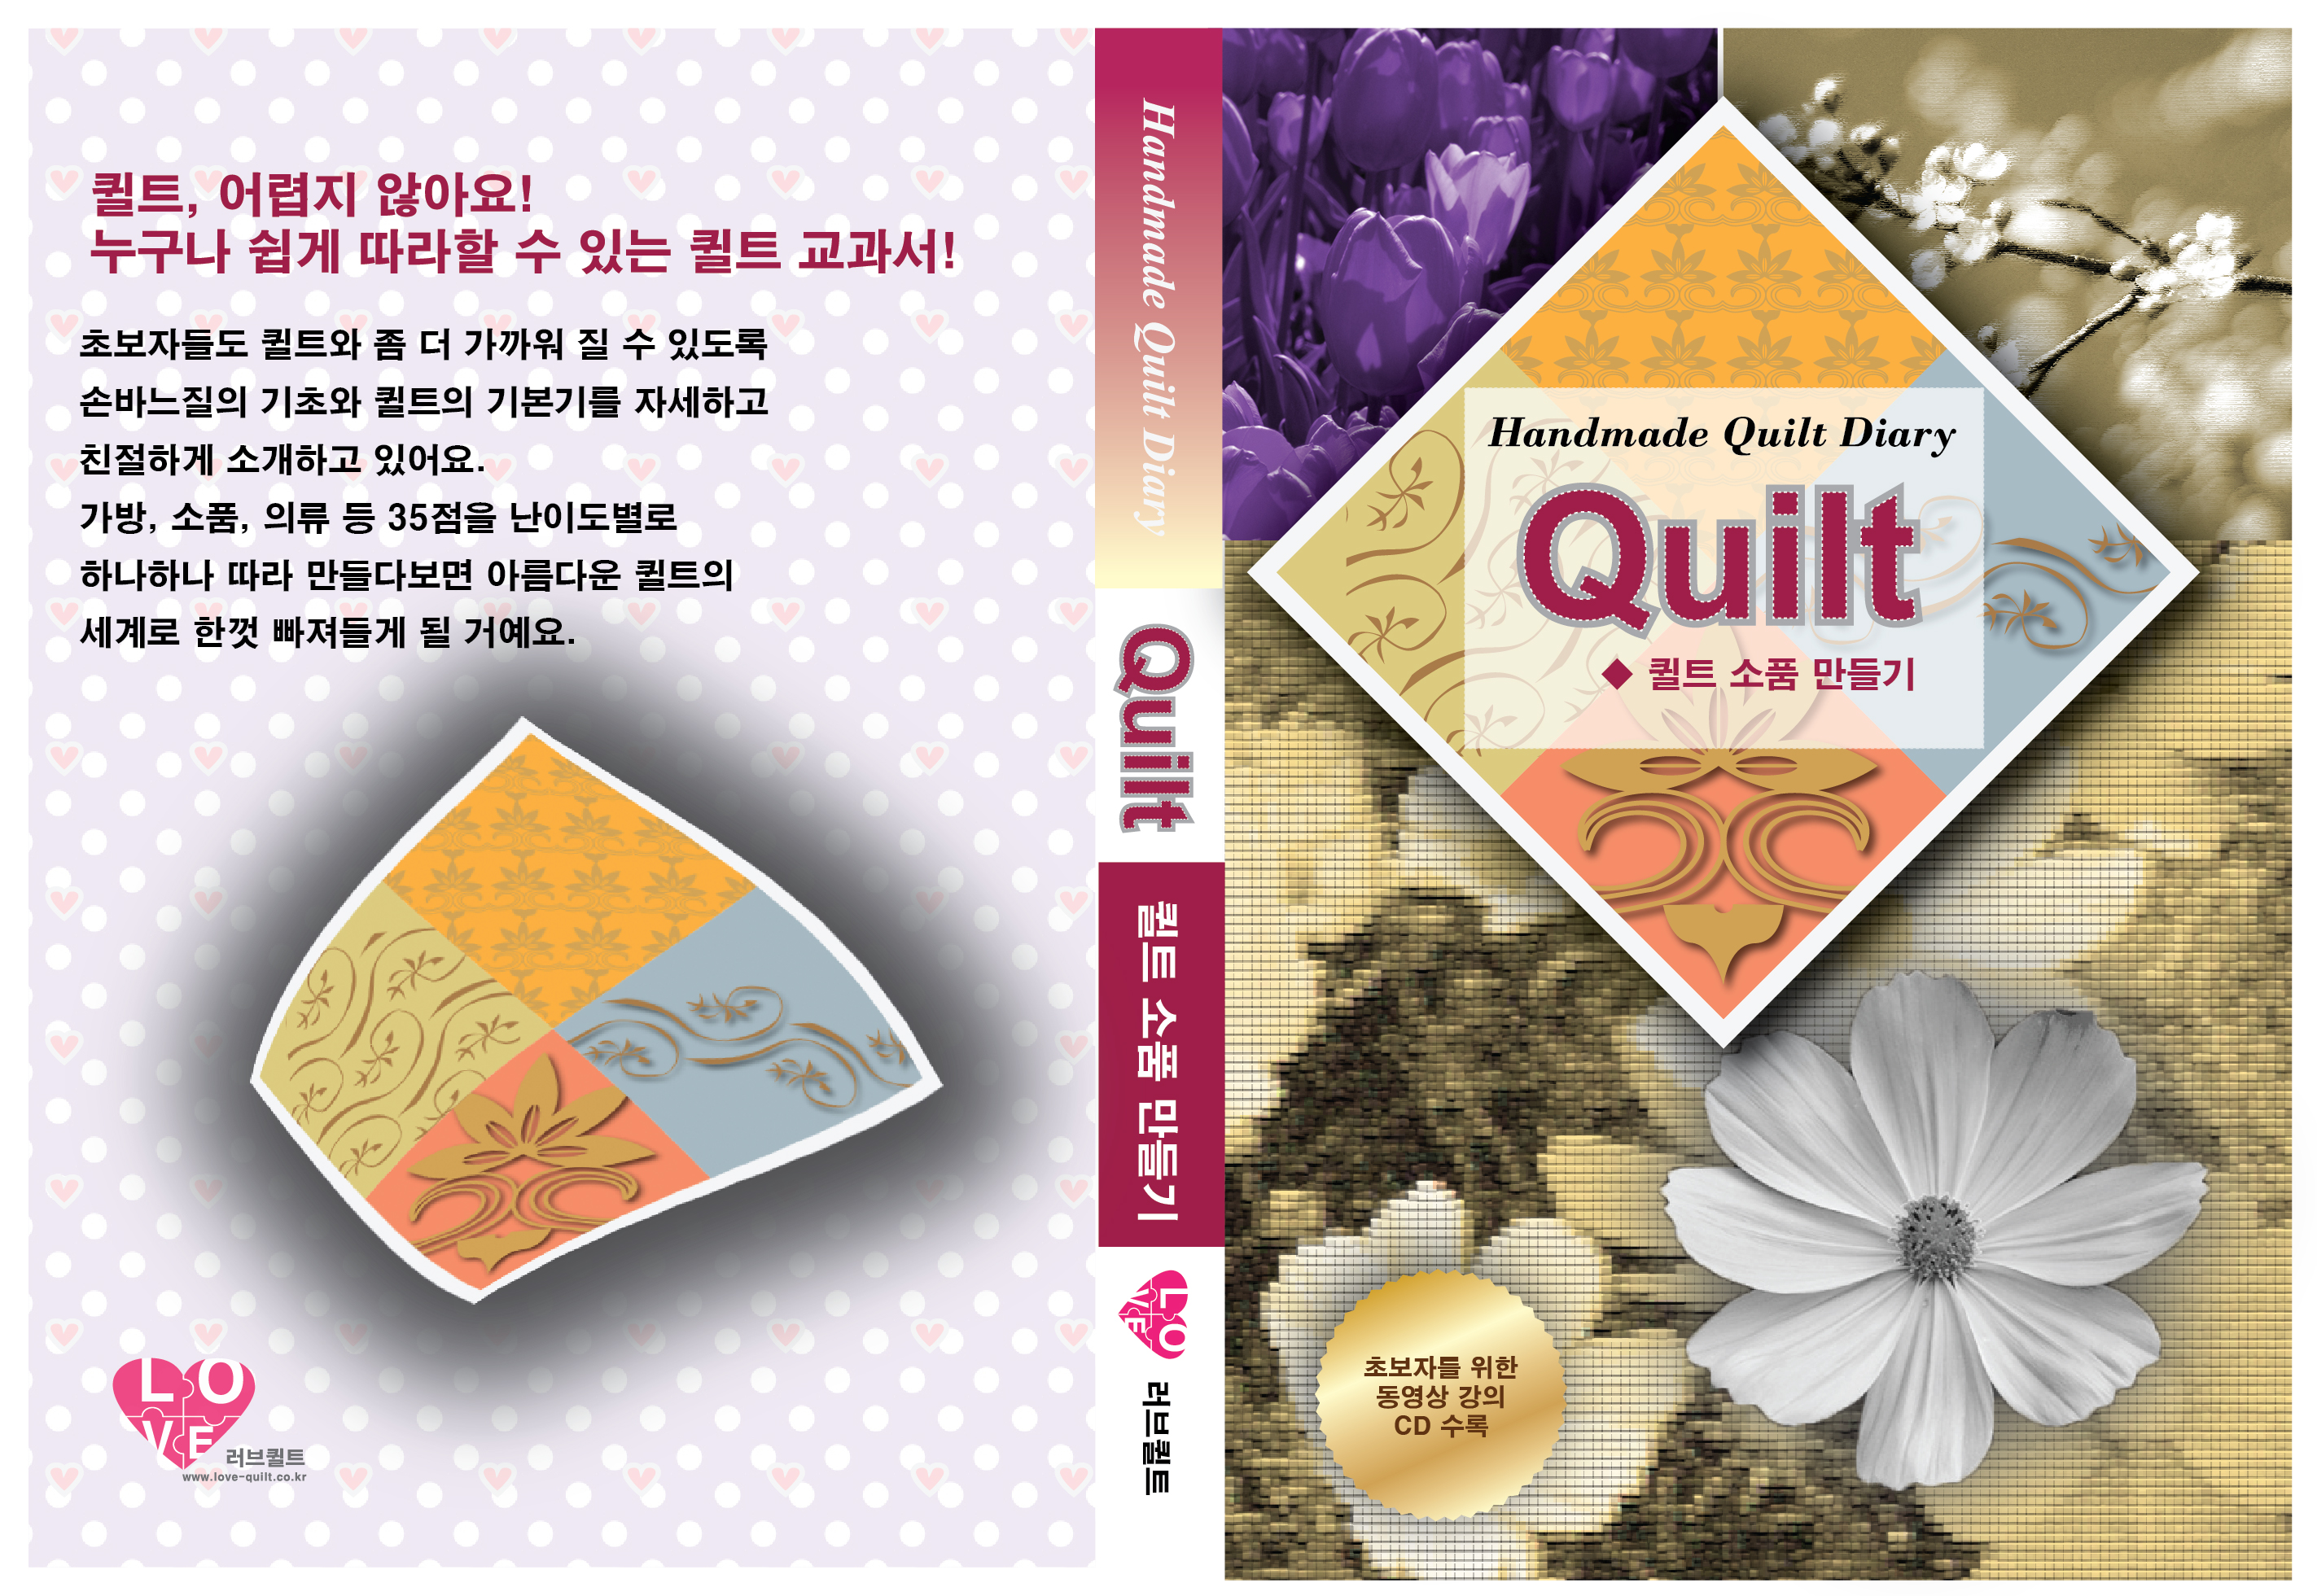 퀼트, 어렵지 않아요!
누구나 쉽게 따라할 수 있는 퀼트 교과서!
초보자들도 퀼트와 좀 더 가까워 질 수 있도록
손바느질의 기초와 퀼트의 기본기를 자세하고
친절하게 소개하고 있어요.
가방, 소품, 의류 등 35점을 난이도별로
하나하나 따라 만들다보면 아름다운 퀼트의
세계로 한껏 빠져들게 될 거예요.
LO
VE
러브퀼트
www.love-quilt.co.kr
Handmade Quilt Diary
Quilt
퀼트 소품 만들기
LO
VE
러브퀼트
Handmade Quilt Diary
Quilt
◆ 퀼트 소품 만들기
초보자를 위한
동영상 강의
CD 수록